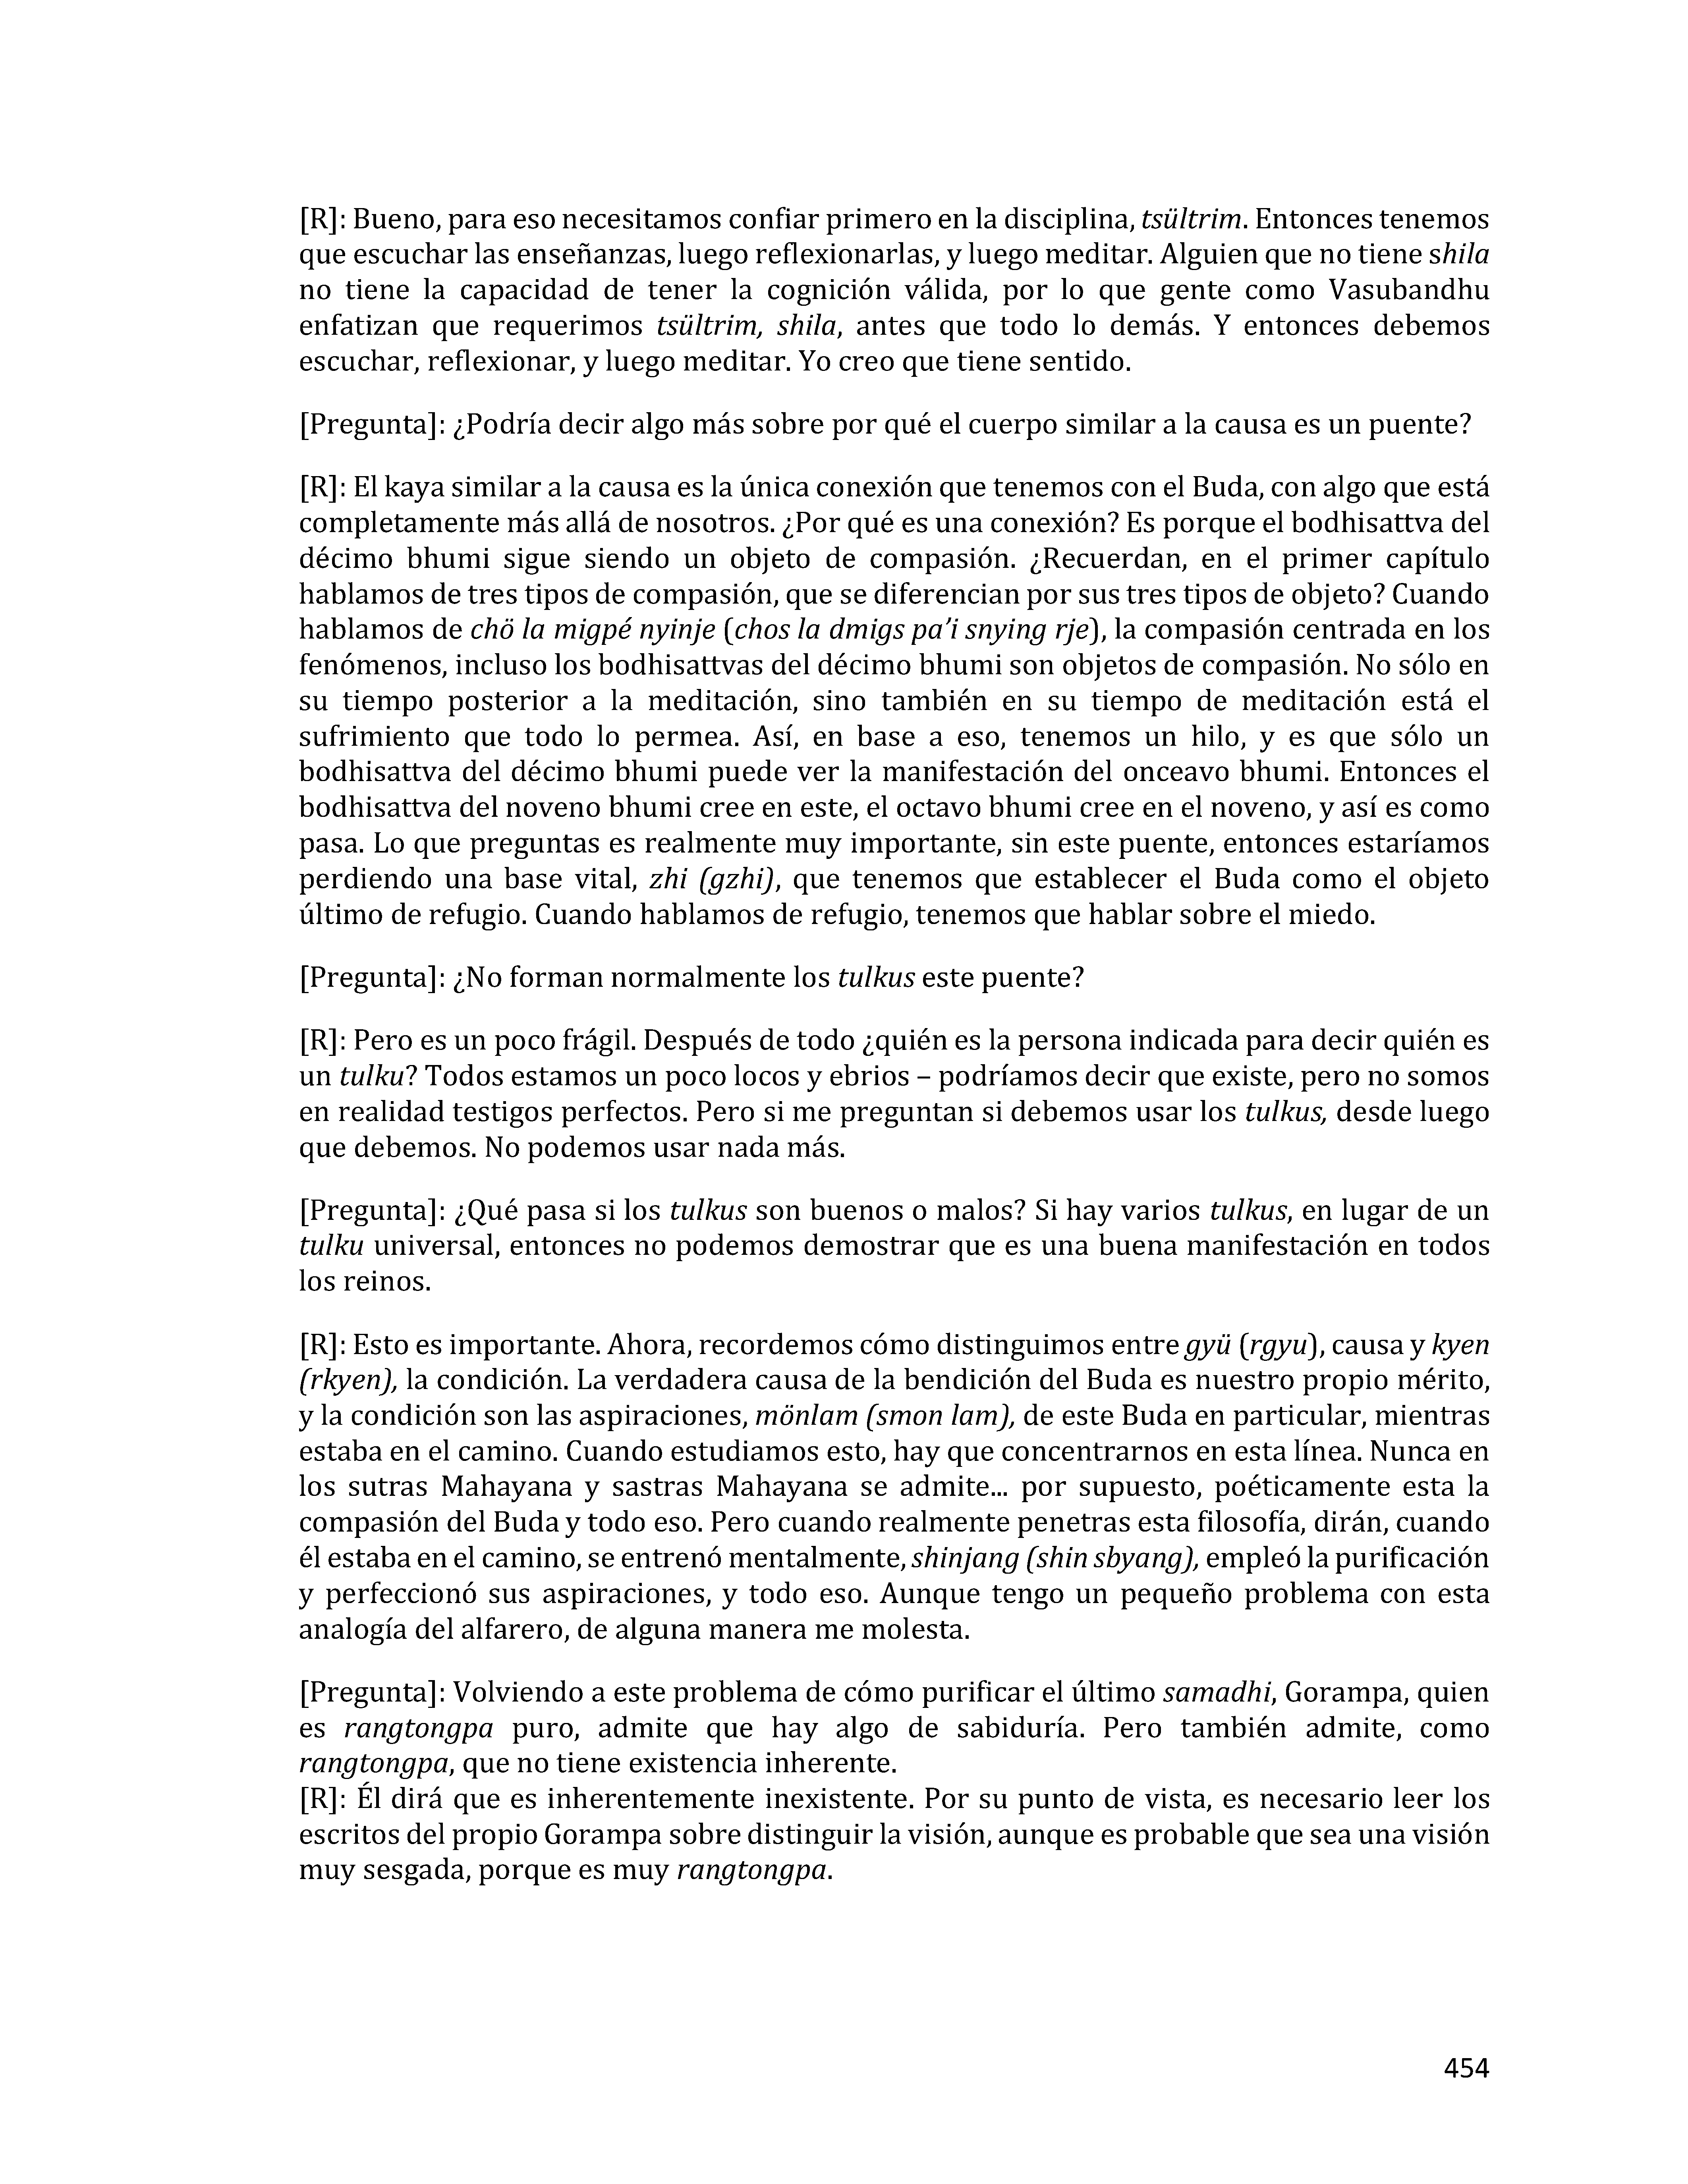 [R]: Bueno, para eso necesitamos confiar primero en la disciplina, tsültrim. Entonces tenemos
que escuchar las enseñanzas, luego reflexionarlas, y luego meditar. Alguien que no tiene shila
no tiene la capacidad de tener la cognición válida, por lo que gente como Vasubandhu
enfatizan que requerimos tsültrim, shila, antes que todo lo demás. Y entonces debemos
escuchar, reflexionar, y luego meditar. Yo creo que tiene sentido.
[Pregunta]: ¿Podría decir algo más sobre por qué el cuerpo similar a la causa es un puente?
[R]: El kaya similar a la causa es la única conexión que tenemos con el Buda, con algo que está
completamente más allá de nosotros. ¿Por qué es una conexión? Es porque el bodhisattva del
décimo bhumi sigue siendo un objeto de compasión. ¿Recuerdan, en el primer capítulo
hablamos de tres tipos de compasión, que se diferencian por sus tres tipos de objeto? Cuando
hablamos de chö la migpé nyinje (chos la dmigs pa’i snying rje), la compasión centrada en los
fenómenos, incluso los bodhisattvas del décimo bhumi son objetos de compasión. No sólo en
su tiempo posterior a la meditación, sino también en su tiempo de meditación está el
sufrimiento que todo lo permea. Así, en base a eso, tenemos un hilo, y es que sólo un
bodhisattva del décimo bhumi puede ver la manifestación del onceavo bhumi. Entonces el
bodhisattva del noveno bhumi cree en este, el octavo bhumi cree en el noveno, y así es como
pasa. Lo que preguntas es realmente muy importante, sin este puente, entonces estaríamos
perdiendo una base vital, zhi (gzhi), que tenemos que establecer el Buda como el objeto
último de refugio. Cuando hablamos de refugio, tenemos que hablar sobre el miedo.
[Pregunta]: ¿No forman normalmente los tulkus este puente?
[R]: Pero es un poco frágil. Después de todo ¿quién es la persona indicada para decir quién es
un tulku? Todos estamos un poco locos y ebrios – podríamos decir que existe, pero no somos
en realidad testigos perfectos. Pero si me preguntan si debemos usar los tulkus, desde luego
que debemos. No podemos usar nada más.
[Pregunta]: ¿Qué pasa si los tulkus son buenos o malos? Si hay varios tulkus, en lugar de un
tulku universal, entonces no podemos demostrar que es una buena manifestación en todos
los reinos.
[R]: Esto es importante. Ahora, recordemos cómo distinguimos entre gyü (rgyu), causa y kyen
(rkyen), la condición. La verdadera causa de la bendición del Buda es nuestro propio mérito,
y la condición son las aspiraciones, mönlam (smon lam), de este Buda en particular, mientras
estaba en el camino. Cuando estudiamos esto, hay que concentrarnos en esta línea. Nunca en
los sutras Mahayana y sastras Mahayana se admite... por supuesto, poéticamente esta la
compasión del Buda y todo eso. Pero cuando realmente penetras esta filosofía, dirán, cuando
él estaba en el camino, se entrenó mentalmente, shinjang (shin sbyang), empleó la purificación
y perfeccionó sus aspiraciones, y todo eso. Aunque tengo un pequeño problema con esta
analogía del alfarero, de alguna manera me molesta.
[Pregunta]: Volviendo a este problema de cómo purificar el último samadhi, Gorampa, quien
es rangtongpa puro, admite que hay algo de sabiduría. Pero también admite, como
rangtongpa, que no tiene existencia inherente.
[R]: Él dirá que es inherentemente inexistente. Por su punto de vista, es necesario leer los
escritos del propio Gorampa sobre distinguir la visión, aunque es probable que sea una visión
muy sesgada, porque es muy rangtongpa.
454